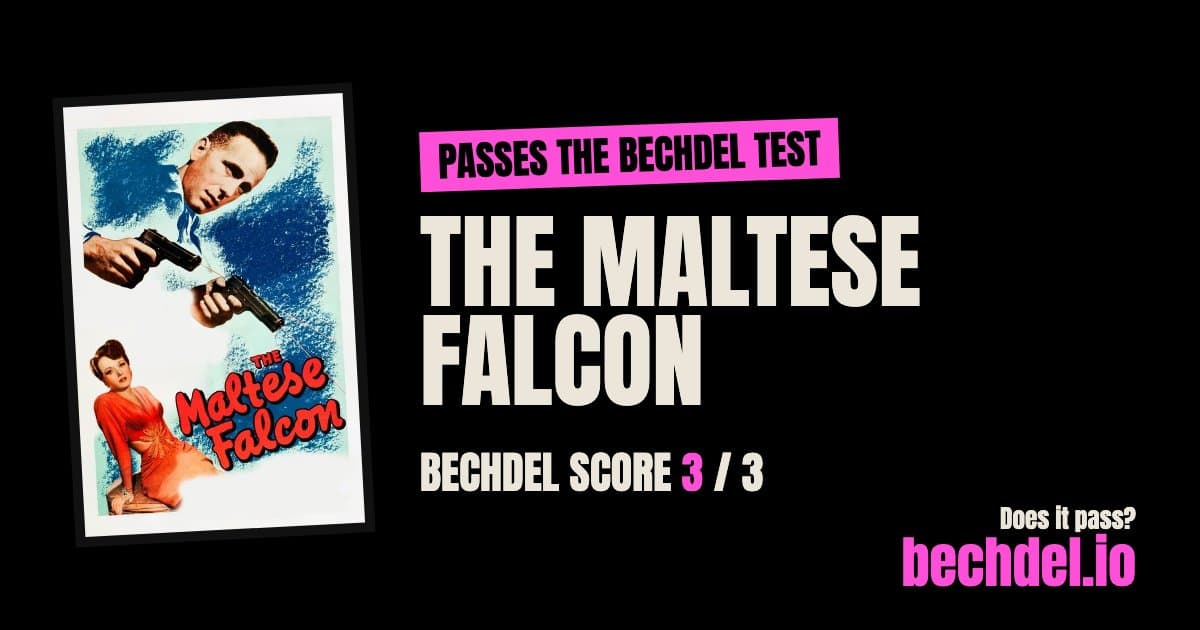 PASSES THE BECHDEL TEST
THE MALTESE
FALCON
BECHDEL SCORE 3 / 3
THE
Maltese
Falcon
Does it pass?
bechdel.io